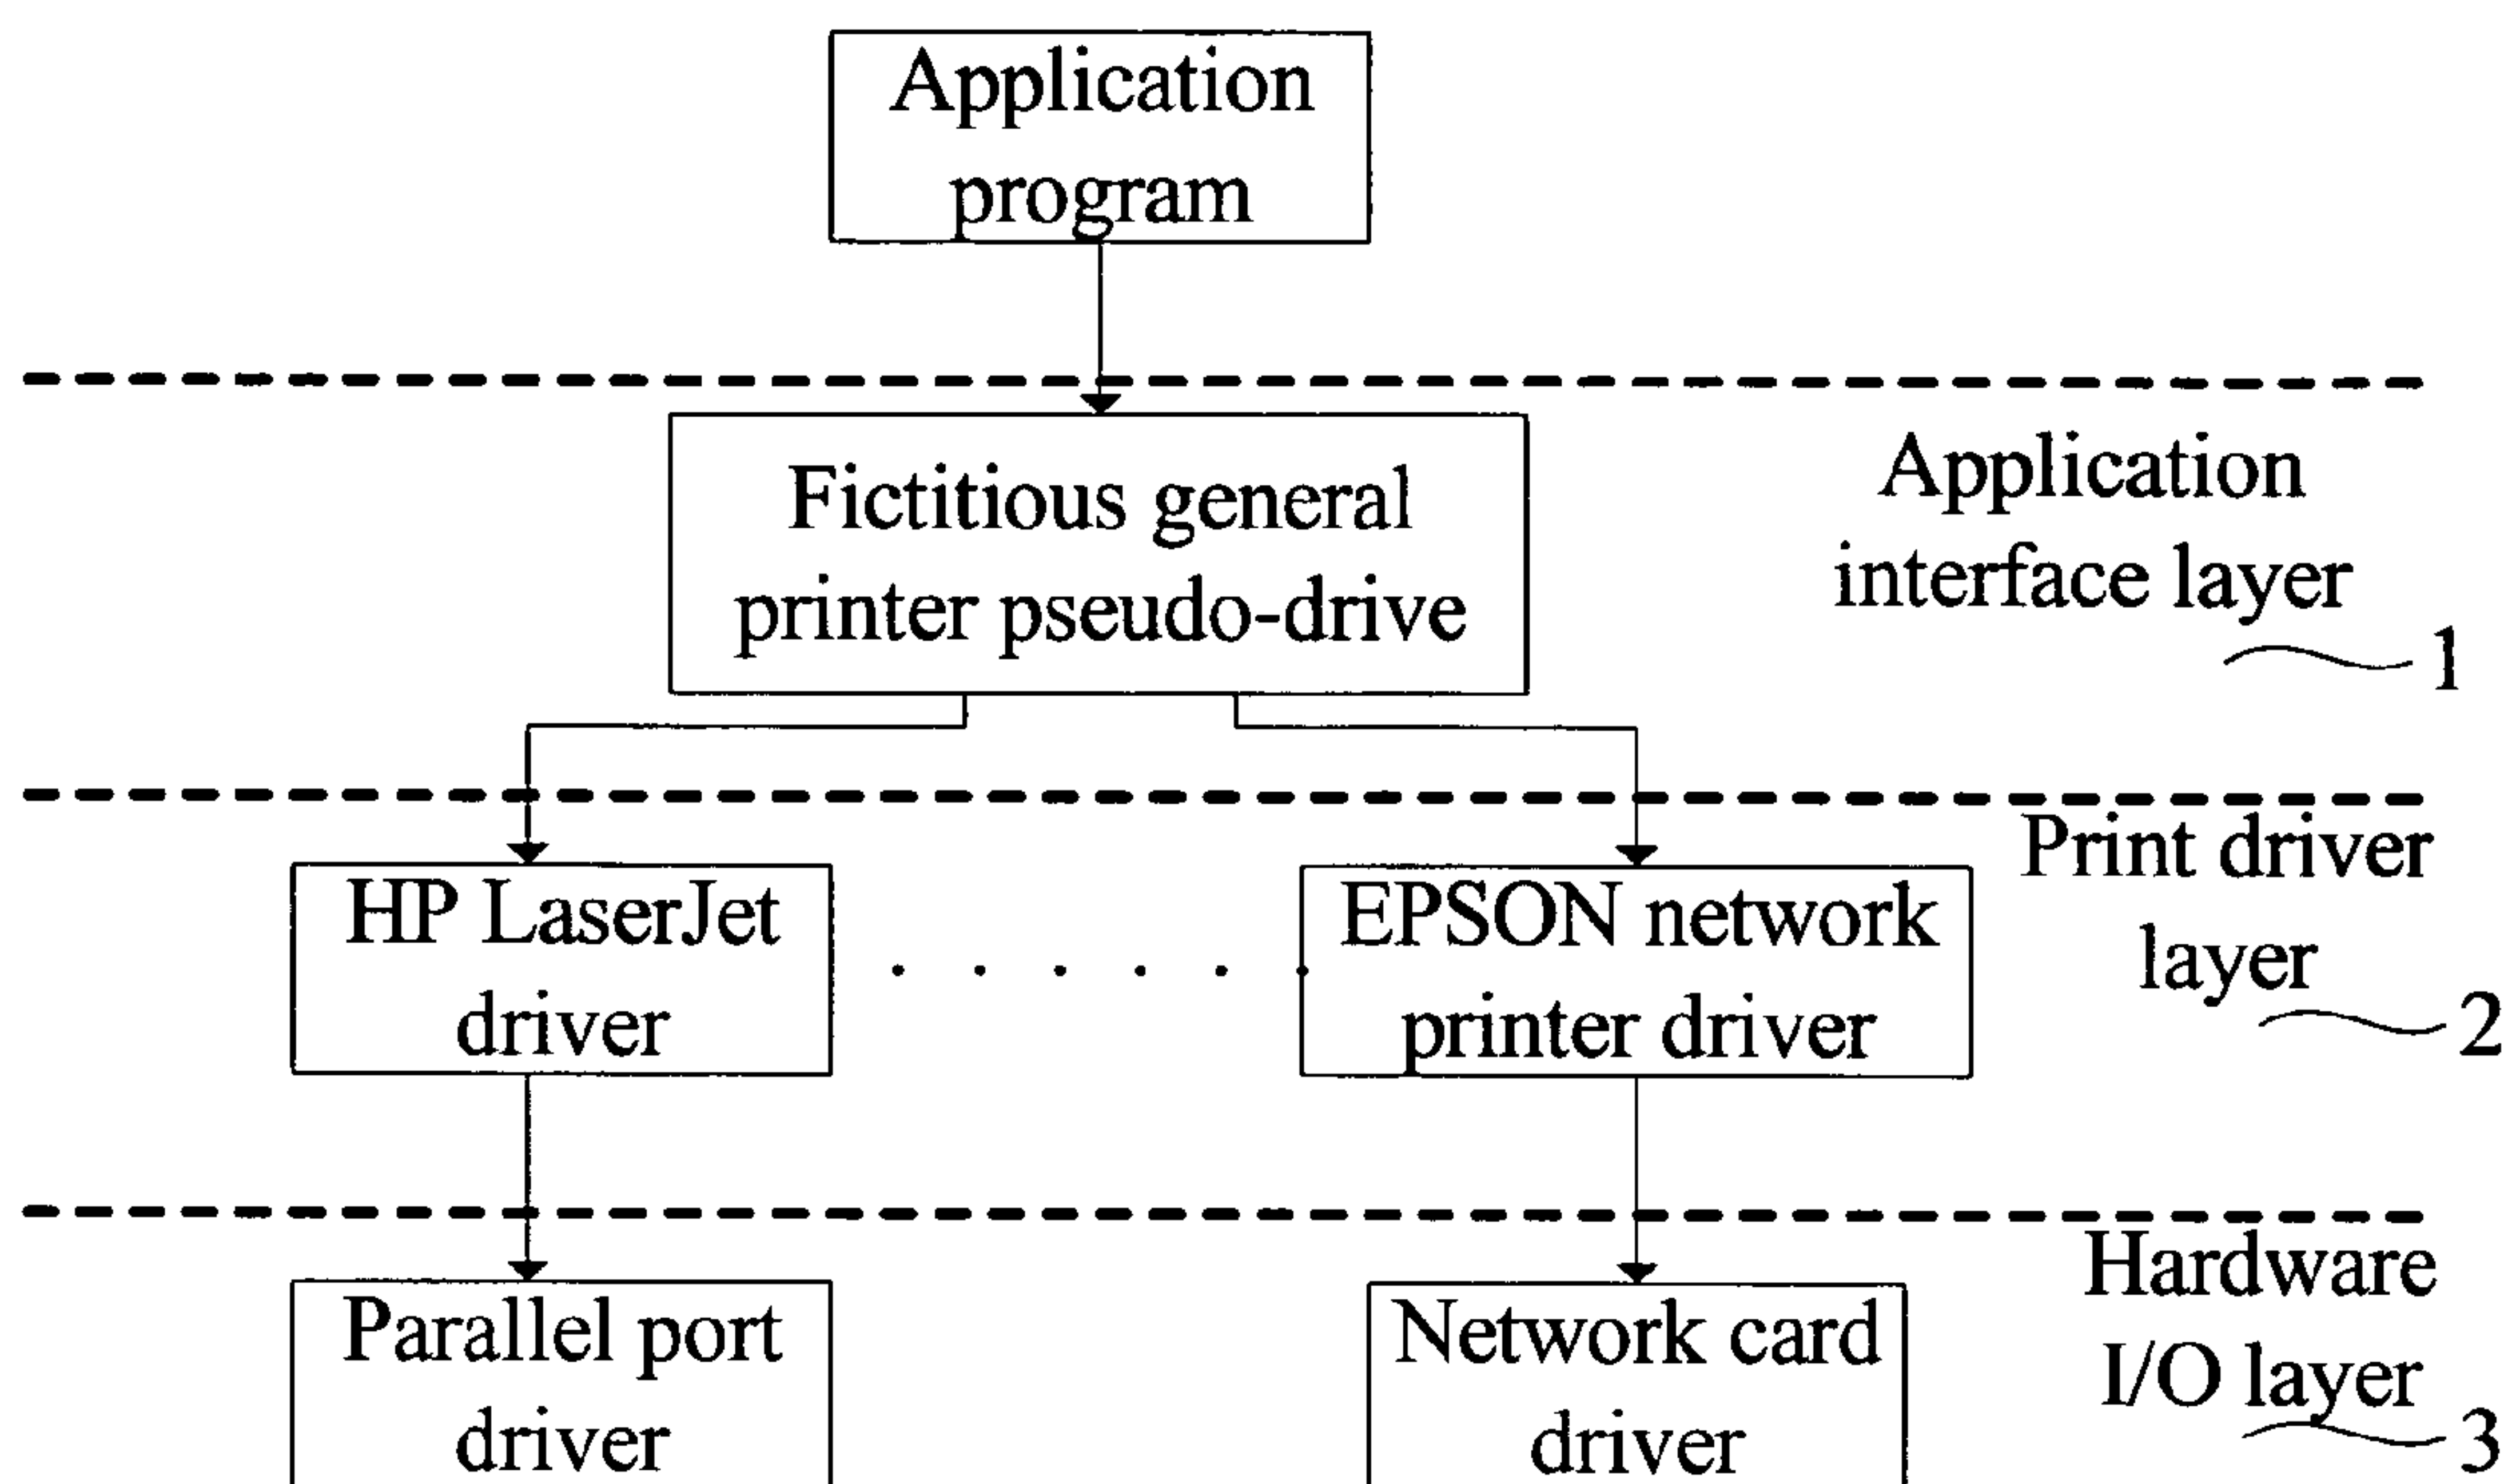 Application
program
Fictitious general
printer pseudo-drive
Application
interface layer
1
HP LaserJet
driver
. . . . . .
EPSON network
printer driver
Print driver
layer
2
Parallel port
driver
Network card
driver
Hardware
I/O layer
3